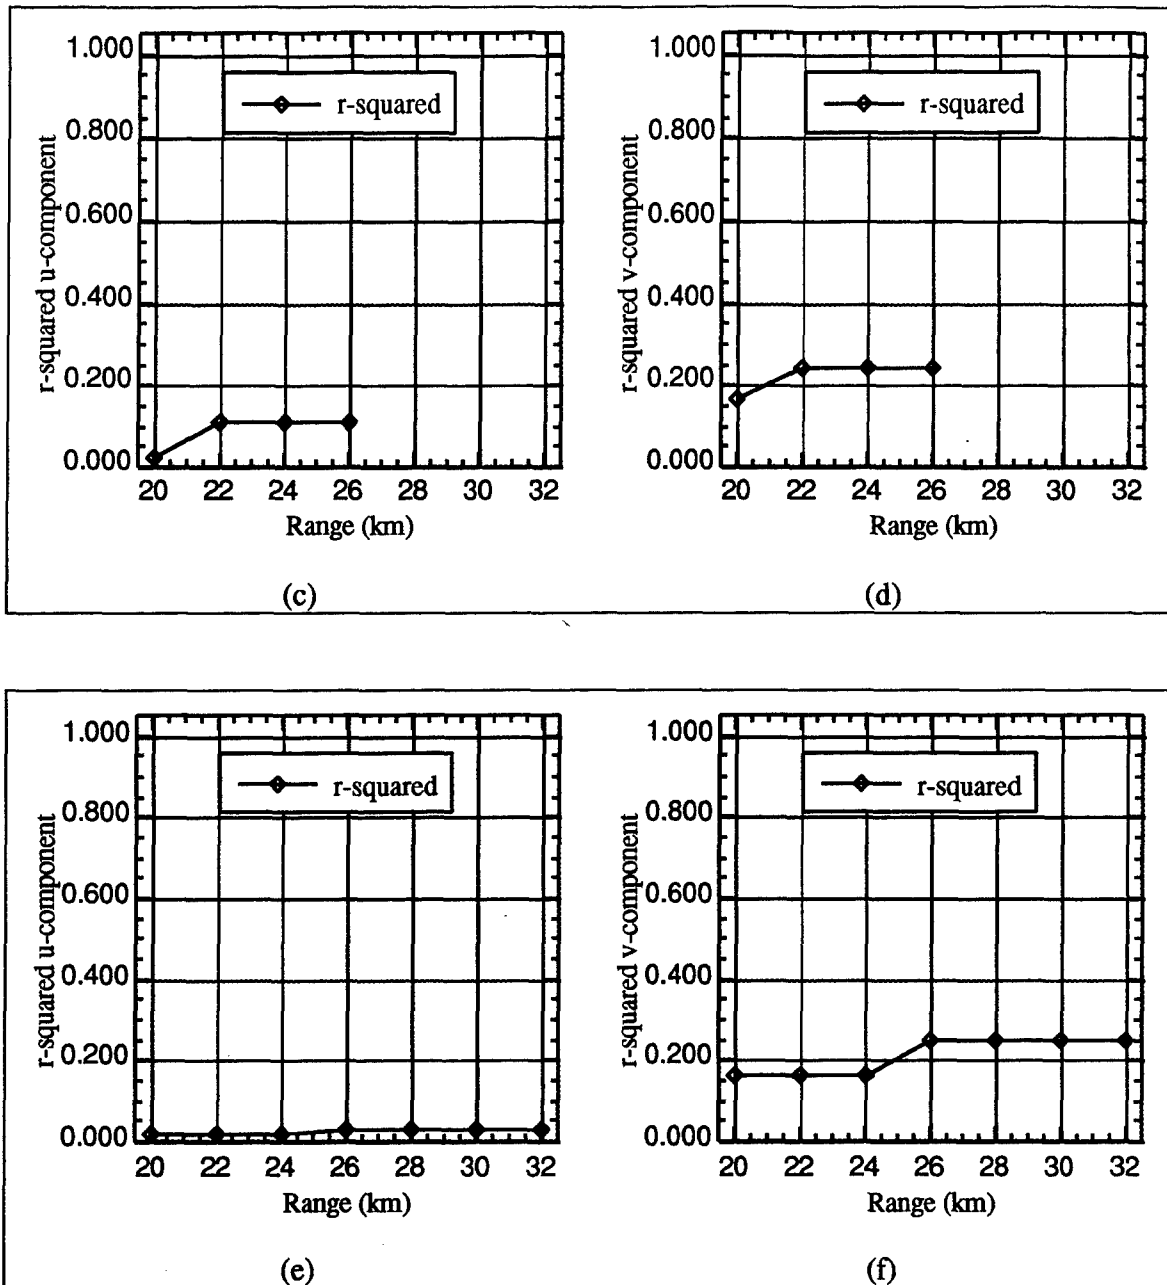 1.000
0.800
0.600
0.400
0.200
0.000
r-squared u-component
r-squared
20 22 24 26 28 30 32
Range (km)
(c)
1.000
0.800
0.600
0.400
0.200
0.000
r-squared v-component
r-squared
20 22 24 26 28 30 32
Range (km)
(d)
1.000
0.800
0.600
0.400
0.200
0.000
r-squared u-component
r-squared
20 22 24 26 28 30 32
Range (km)
(e)
1.000
0.800
0.600
0.400
0.200
0.000
r-squared v-component
r-squared
20 22 24 26 28 30 32
Range (km)
(f)